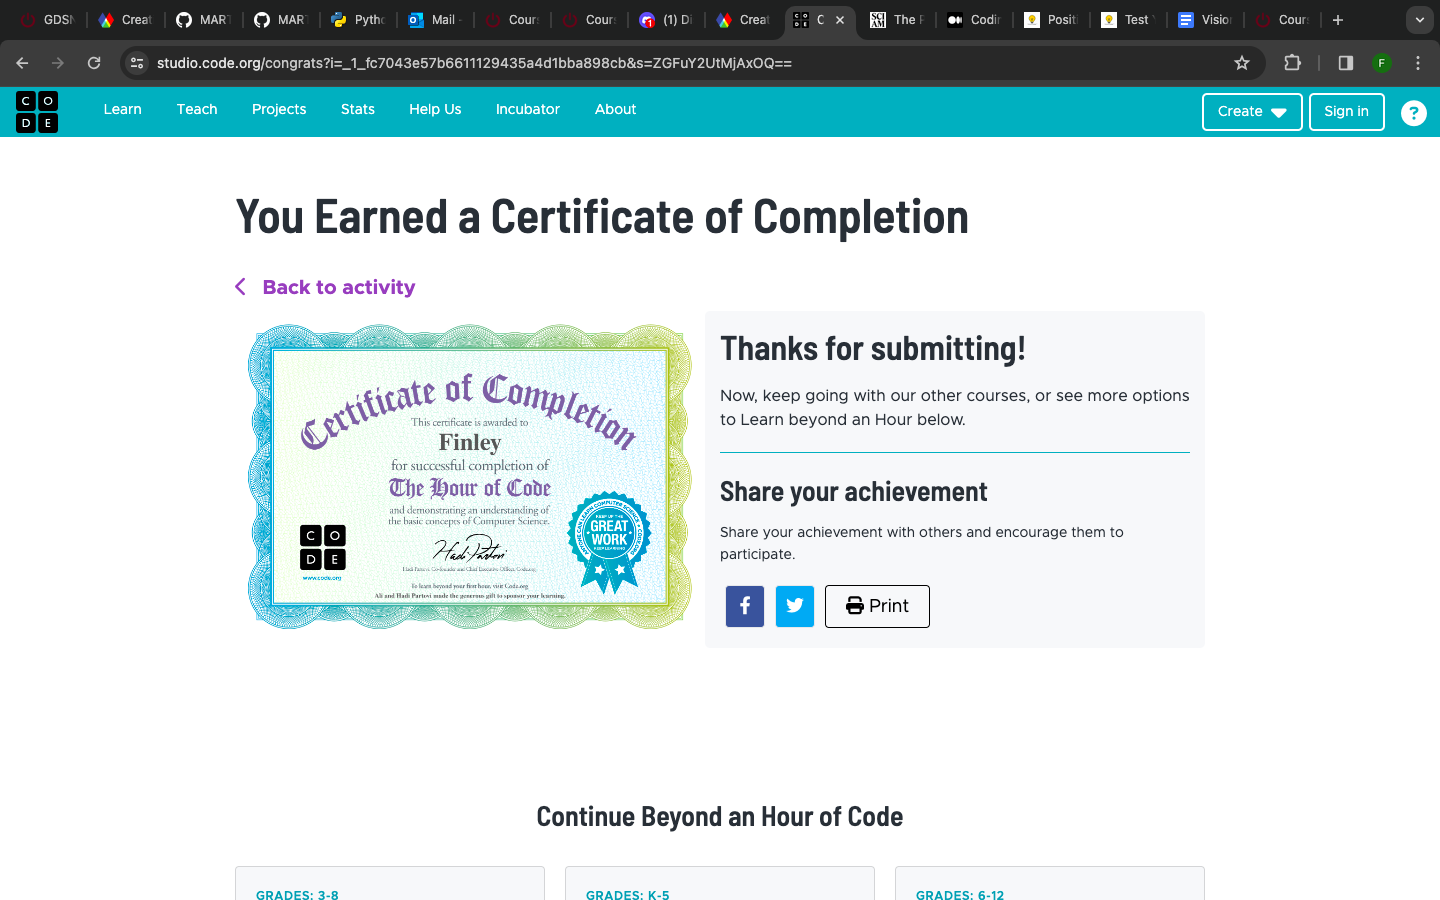 GDSN
Creat
MART
MAR
Pytho
Mail -
Cours
Cours
(1) Di
Creat
C
The F
Codin
Positi
Test Y
Visio
Cours
studio.code.org/congrats?i=_1_fc7043e57b6611129435a4d1bba898cb&s=ZGFuY2UtMjAxOQ==
F
C O D E
Learn
Teach
Projects
Stats
Help Us
Incubator
About
Create
Sign in
?
You Earned a Certificate of Completion
Back to activity
Certificate of Completion
This certificate is awarded to
Finley
for successful completion of
The Hour of Code
and demonstrating an understanding of
the basic concepts of Computer Science.
C O
D E
www.code.org
Hadi Partovi
Hadi Partovi, Co-founder and Chief Executive Officer, Code.org
To learn beyond your first hour, visit Code.org
Ali and Hadi Partovi made the generous gift to sponsor your learning.
KEEP UP THE
GREAT
WORK
KEEP LEARNING
Thanks for submitting!
Now, keep going with our other courses, or see more options
to Learn beyond an Hour below.
Share your achievement
Share your achievement with others and encourage them to
participate.
Print
Continue Beyond an Hour of Code
GRADES: 3-8
GRADES: K-5
GRADES: 6-12